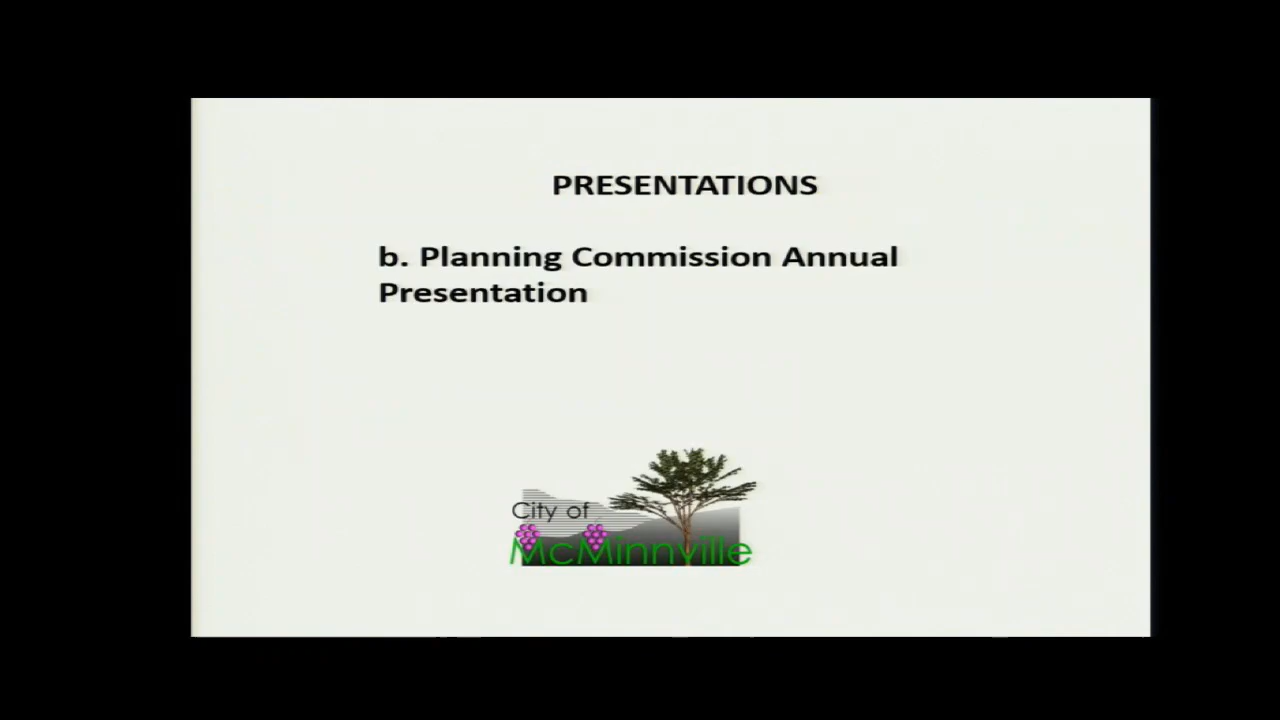 PRESENTATIONS
b. Planning Commission Annual
Presentation
City of
McMinnville